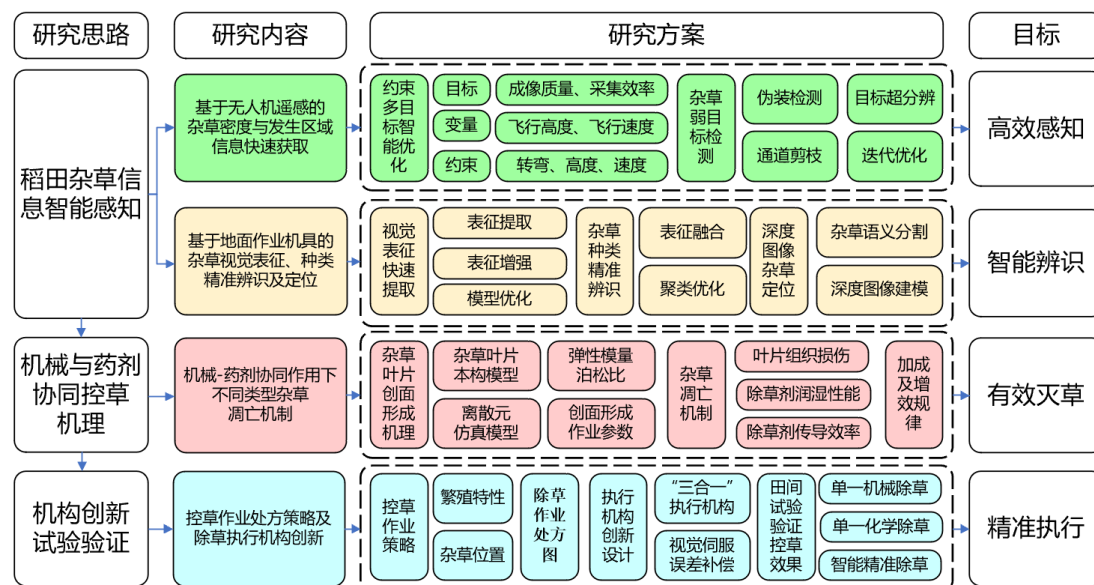 研究思路
研究内容
研究方案
目标
稻田杂草信
息智能感知
基于无人机遥感的
杂草密度与发生区域
信息快速获取
约束
多目
标智
能优
化
目标
成像质量、采集效率
变量
飞行高度、飞行速度
约束
转弯、高度、速度
杂草
弱目
标检
测
伪装检测
目标超分辨
通道剪枝
迭代优化
高效感知
基于地面作业机具的
杂草视觉表征、种类
精准辨识及定位
视觉
表征
快速
提取
表征提取
表征增强
模型优化
杂草
种类
精准
辨识
表征融合
聚类优化
深度
图像
杂草
定位
杂草语义分割
深度图像建模
智能辨识
机械与药剂
协同控草
机理
机械-药剂协同作用下
不同类型杂草
凋亡机制
杂草
叶片
创面
形成
机理
杂草叶片
本构模型
弹性模量
泊松比
离散元
仿真模型
创面形成
作业参数
杂草
凋亡
机制
叶片组织损伤
除草剂润湿性能
除草剂传导效率
加成
及增
效规
律
有效灭草
机构创新
试验验证
控草作业处方策略及
除草执行机构创新
控草
作业
策略
繁殖特性
杂草位置
除草
作业
处方
图
执行
机构
创新
设计
“三合一”
执行机构
视觉伺服
误差补偿
田间
试验
验证
控草
效果
单一机械除草
单一化学除草
智能精准除草
精准执行